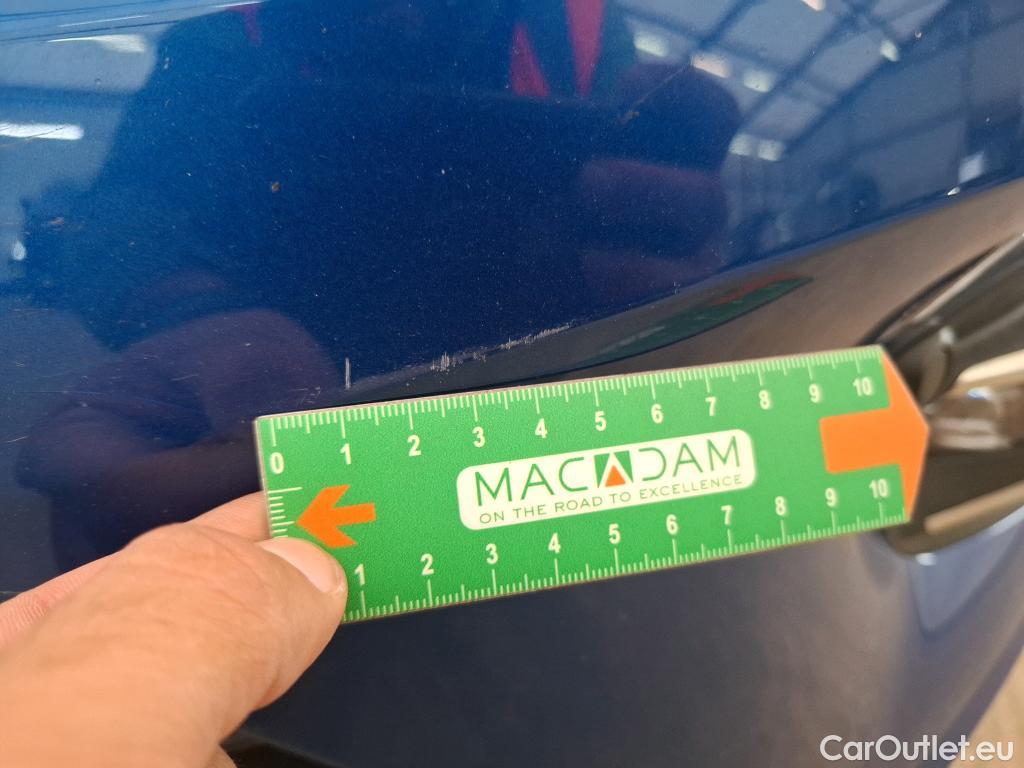 0 1 2 3 4 5 6 7 8 9 10
MACADAM
ON THE ROAD TO EXCELLENCE
1 2 3 4 5 6 7 8 9 10
CarOutlet.eu